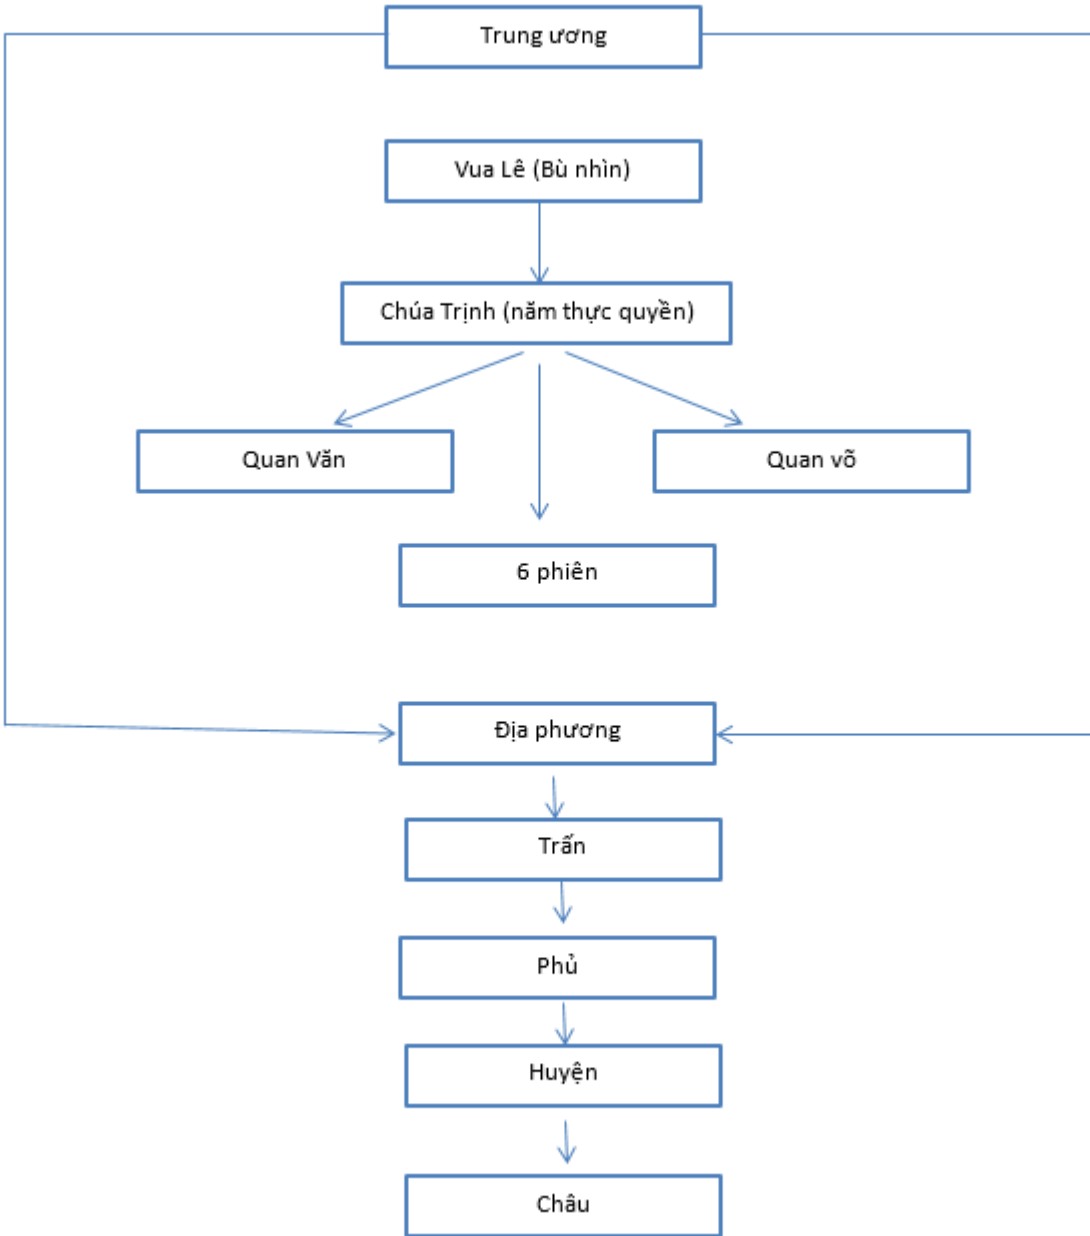 Trung ương
Vua Lê (Bù nhìn)
Chúa Trịnh (năm thực quyền)
Quan Văn
Quan võ
6 phiên
Địa phương
Trấn
Phủ
Huyện
Châu